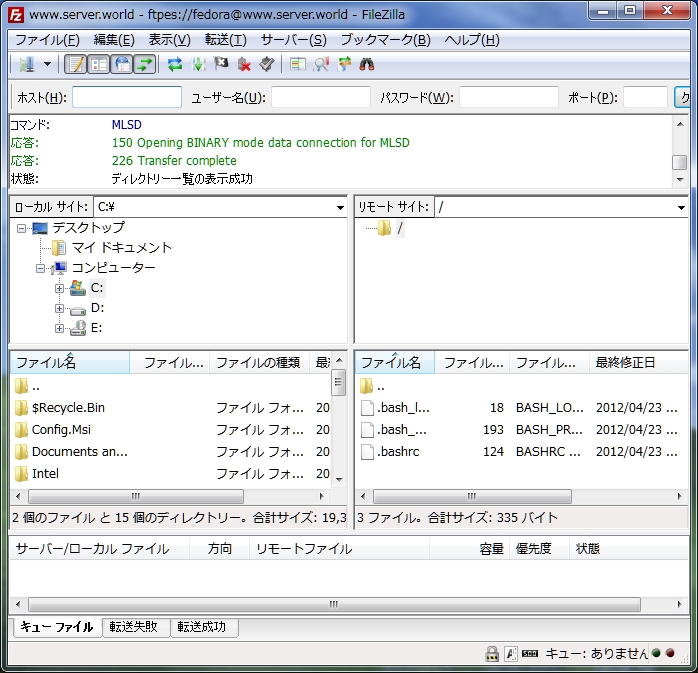 www.server.world - ftpes://fedora@www.server.world - FileZilla
ファイル(F) 編集(E) 表示(V) 転送(T) サーバー(S) ブックマーク(B) ヘルプ(H)
ホスト(H): ユーザー名(U): パスワード(W): ポート(P): ク
コマンド: MLSD
応答: 150 Opening BINARY mode data connection for MLSD
応答: 226 Transfer complete
状態: ディレクトリー一覧の表示成功
ローカル サイト: C:¥
リモート サイト: /
デスクトップ
マイ ドキュメント
コンピューター
C:
D:
E:
/
ファイル名 ファイル... ファイルの種類 最
..
$Recycle.Bin ファイル フォ... 20
Config.Msi ファイル フォ... 20
Documents an... ファイル フォ... 20
Intel ファイル フォ... 20
2 個のファイル と 15 個のディレクトリー。合計サイズ: 19,3
ファイル名 ファイル... ファイル... 最終修正日
..
.bash_l... 18 BASH_LO... 2012/04/23 ...
.bash_... 193 BASH_PR... 2012/04/23 ...
.bashrc 124 BASHRC ... 2012/04/23 ...
3 ファイル。合計サイズ: 335 バイト
サーバー/ローカル ファイル 方向 リモートファイル 容量 優先度 状態
キュー ファイル 転送失敗 転送成功
キュー: ありません